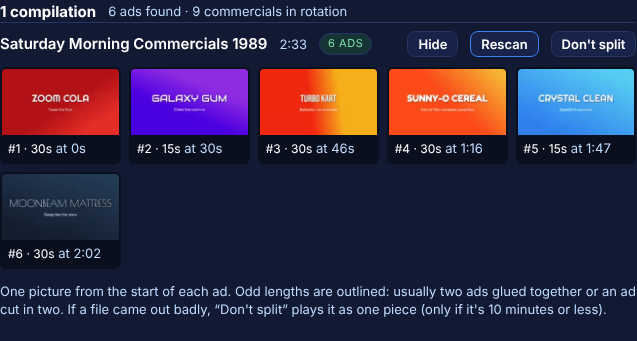 1 compilation 6 ads found · 9 commercials in rotation
Saturday Morning Commercials 1989 2:33 6 ADS Hide Rescan Don't split
ZOOM COLA
GALAXY GUM
TURBO KART
SUNNY-O CEREAL
CRYSTAL CLEAN
#1 · 30s at 0s
#2 · 15s at 30s
#3 · 30s at 46s
#4 · 30s at 1:16
#5 · 15s at 1:47
MOONBEAM MATTRESS
Sleep like the stars
#6 · 30s at 2:02
One picture from the start of each ad. Odd lengths are outlined: usually two ads glued together or an ad
cut in two. If a file came out badly, “Don't split” plays it as one piece (only if it's 10 minutes or less).